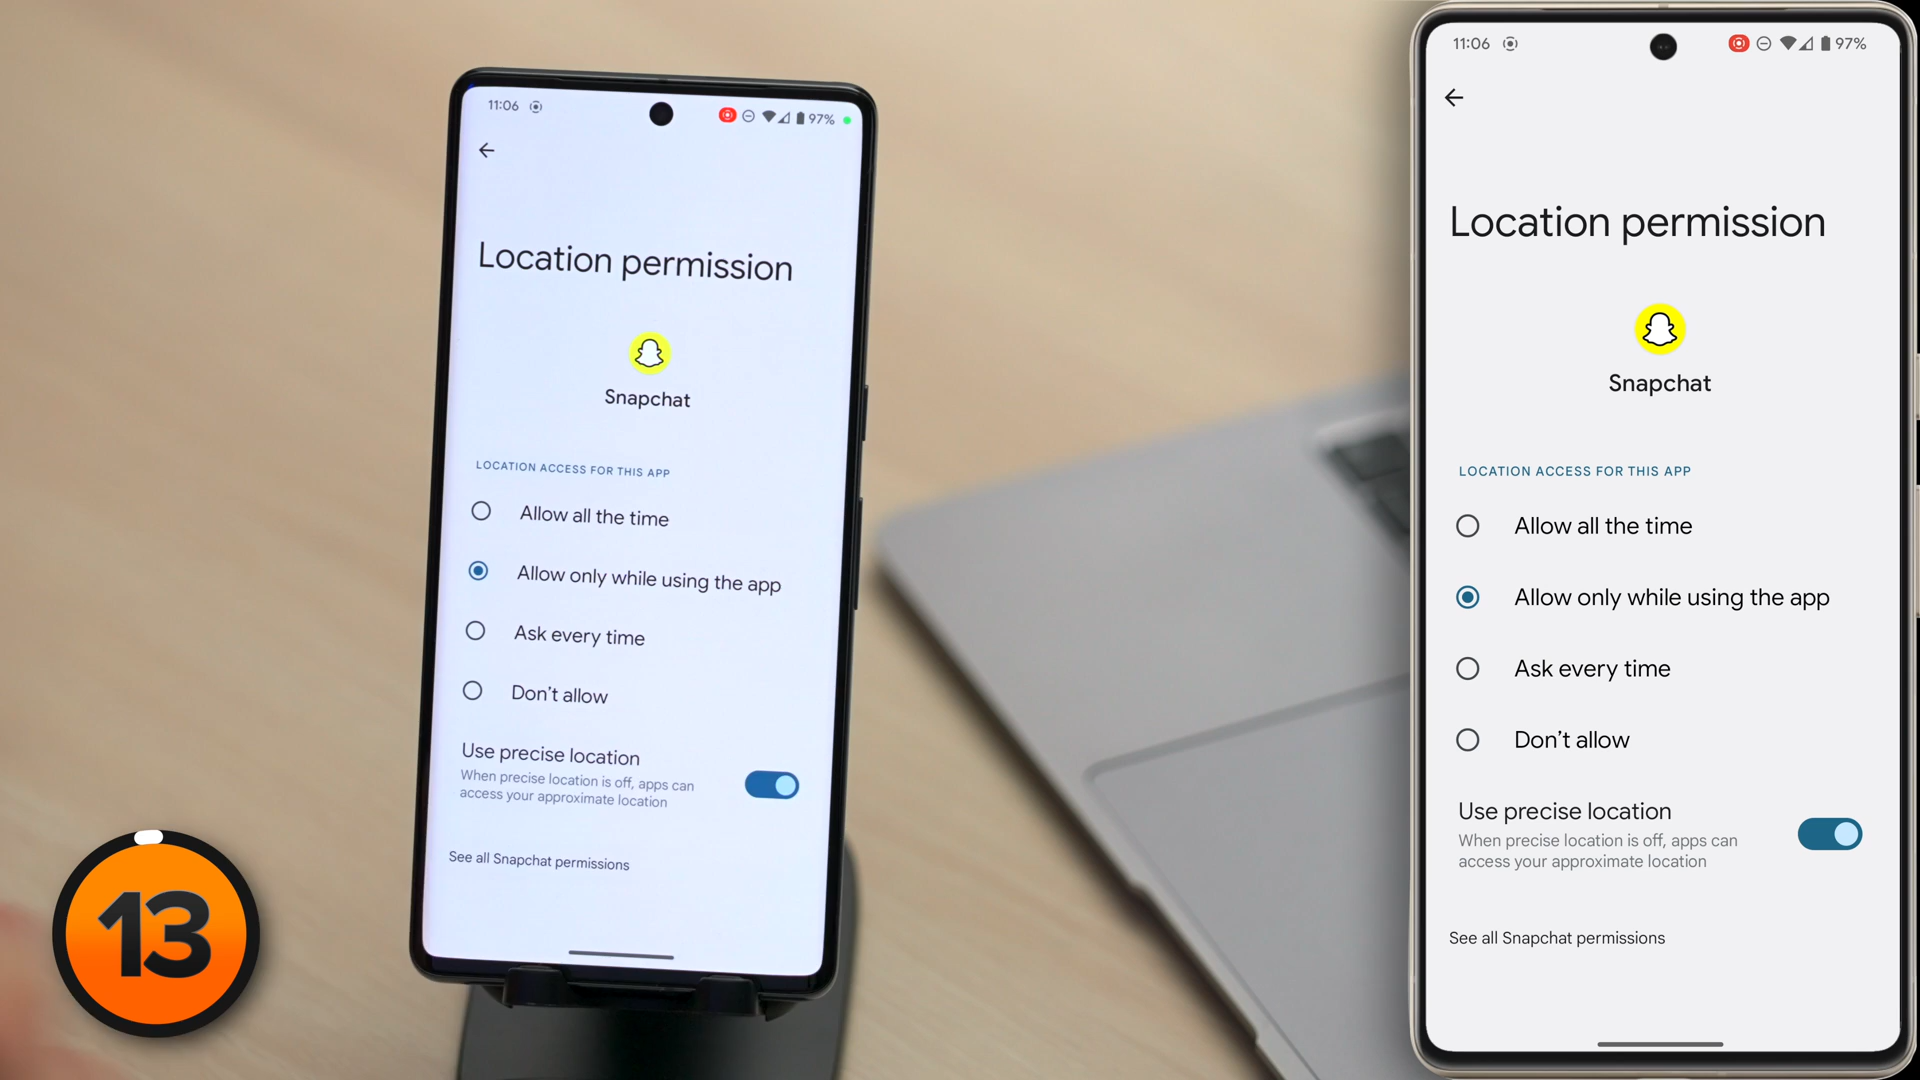 11:06
97%
Location permission
Snapchat
LOCATION ACCESS FOR THIS APP
Allow all the time
Allow only while using the app
Ask every time
Don't allow
Use precise location
When precise location is off, apps can
access your approximate location
See all Snapchat permissions
13
11:06
97%
Location permission
Snapchat
LOCATION ACCESS FOR THIS APP
Allow all the time
Allow only while using the app
Ask every time
Don't allow
Use precise location
When precise location is off, apps can
access your approximate location
See all Snapchat permissions